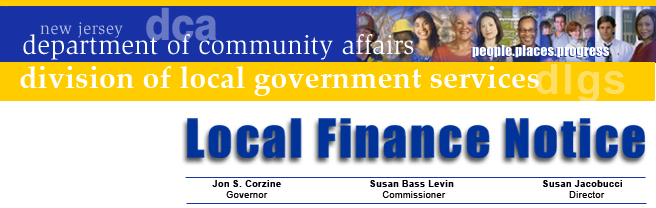 new jersey dca
department of community affairs
people.places.progress
division of local government services
dlgs
Local Finance Notice
Jon S. Corzine Susan Bass Levin Susan Jacobucci
Governor Commissioner Director